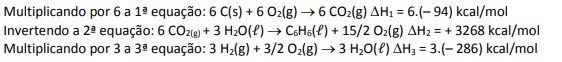 Multiplicando por 6 a 1ª equação: 6 C(s) + 6 O₂(g) → 6 CO₂(g) ΔH₁ = 6.(– 94) kcal/mol
Invertendo a 2ª equação: 6 CO₂(g) + 3 H₂O(ℓ) → C₆H₆(ℓ) + 15/2 O₂(g) ΔH₂ = + 3268 kcal/mol
Multiplicando por 3 a 3ª equação: 3 H₂(g) + 3/2 O₂(g) → 3 H₂O(ℓ) ΔH₃ = 3.(– 286) kcal/mol